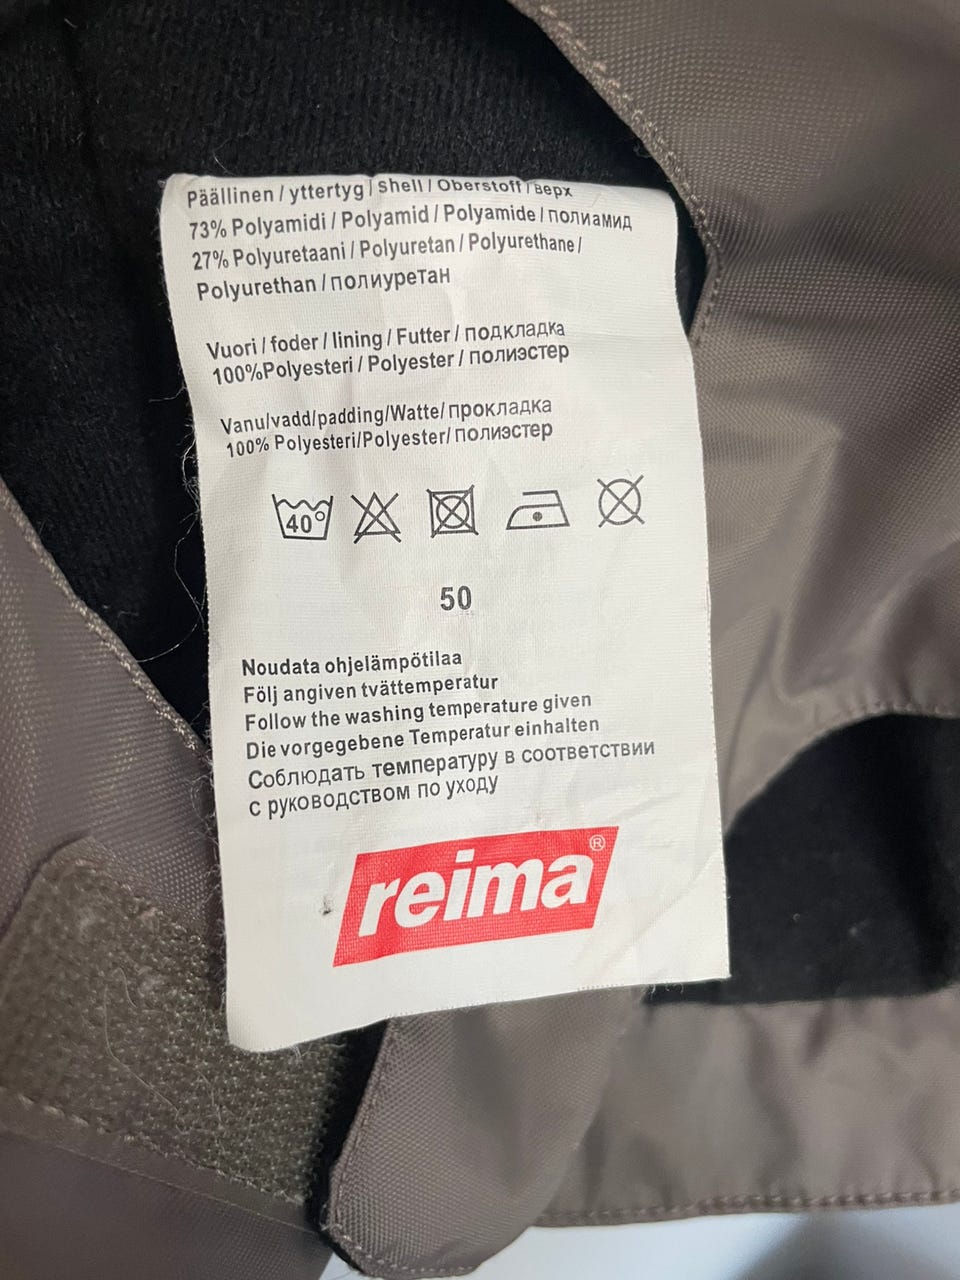 Päällinen / yttertyg / shell / Oberstoff / верх
73% Polyamidi / Polyamid / Polyamide / полиамид
27% Polyuretaani / Polyuretan / Polyurethane /
Polyurethan / полиуретан
Vuori / foder / lining / Futter / подкладка
100%Polyesteri / Polyester / полиэстер
Vanu/vadd/padding/Watte/прокладка
100% Polyesteri/Polyester/полиэстер
40°
50
Noudata ohjelämpötilaa
Följ angiven tvättemperatur
Follow the washing temperature given
Die vorgegebene Temperatur einhalten
Соблюдать температуру в соответствии
с руководством по уходу
reima®